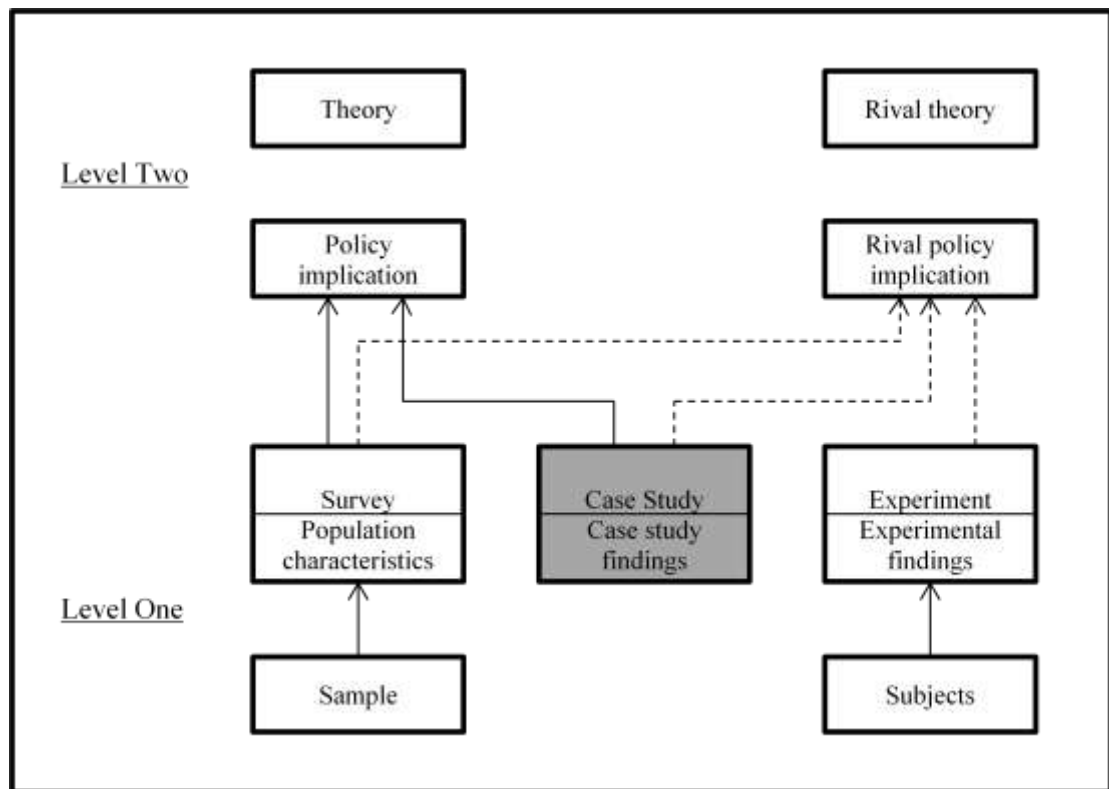 Theory
Rival theory
Level Two
Policy
implication
Rival policy
implication
Survey
Population
characteristics
Case Study
Case study
findings
Experiment
Experimental
findings
Level One
Sample
Subjects